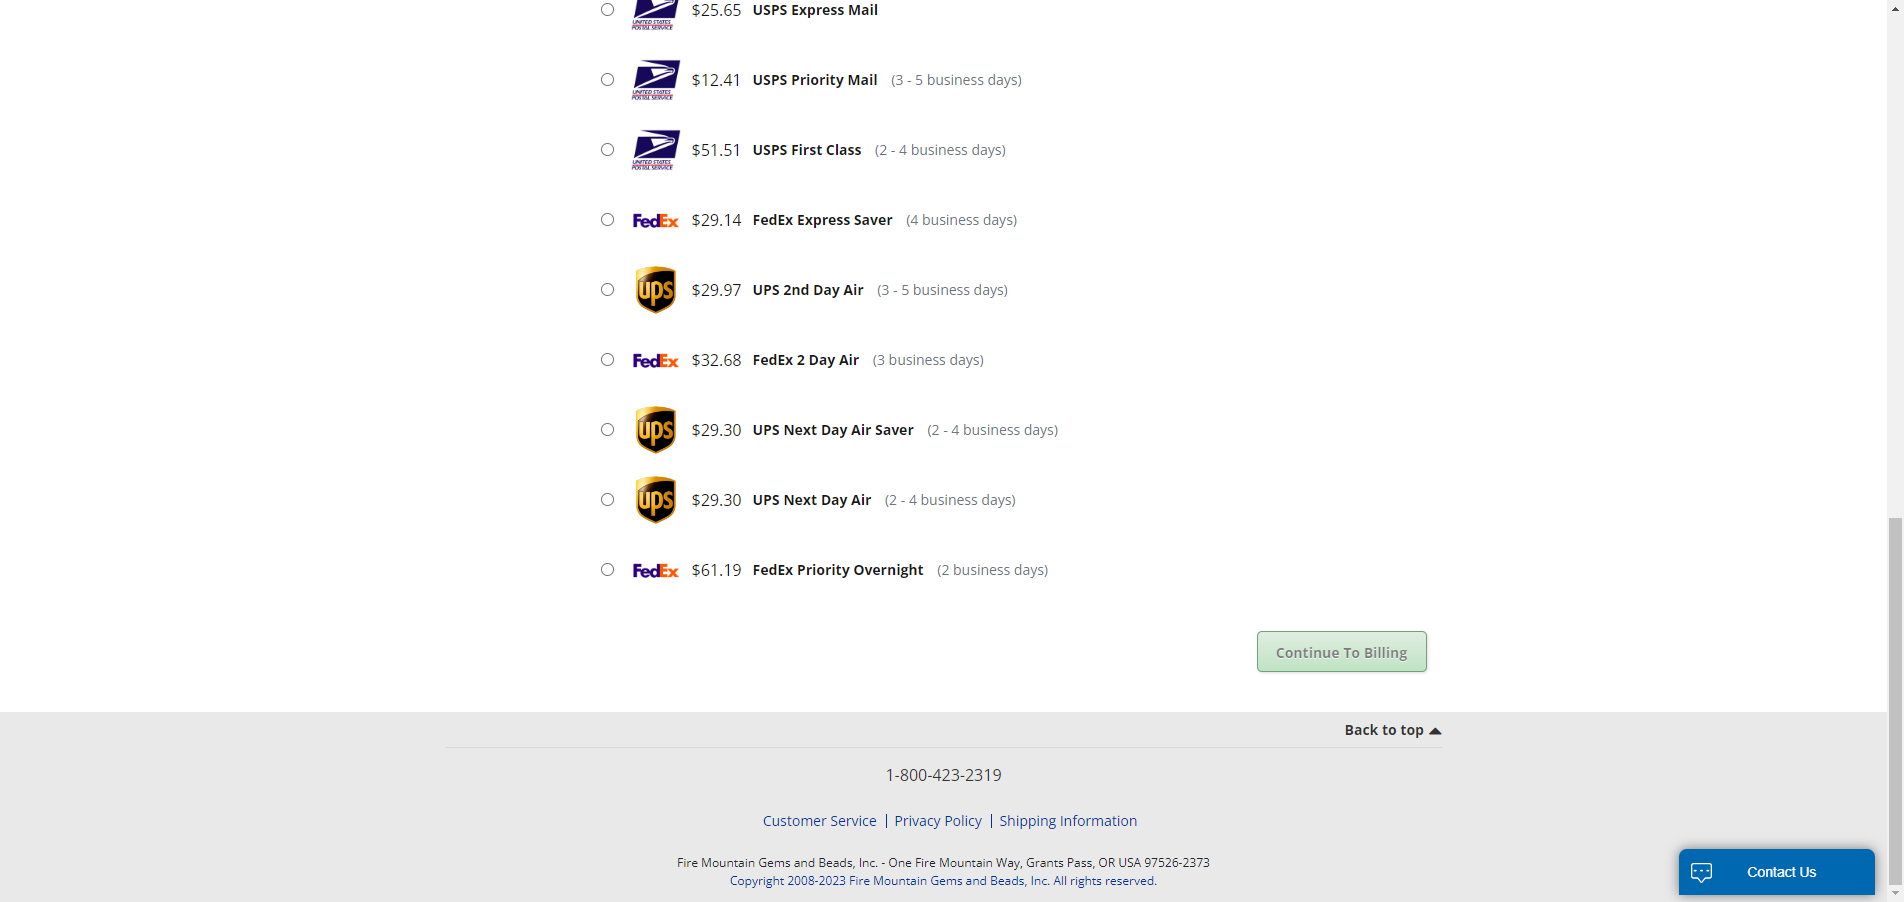 $25.65 USPS Express Mail
UNITED STATES
POSTAL SERVICE
$12.41 USPS Priority Mail (3 - 5 business days)
UNITED STATES
POSTAL SERVICE
$51.51 USPS First Class (2 - 4 business days)
UNITED STATES
POSTAL SERVICE
FedEx $29.14 FedEx Express Saver (4 business days)
ups $29.97 UPS 2nd Day Air (3 - 5 business days)
FedEx $32.68 FedEx 2 Day Air (3 business days)
ups $29.30 UPS Next Day Air Saver (2 - 4 business days)
ups $29.30 UPS Next Day Air (2 - 4 business days)
FedEx $61.19 FedEx Priority Overnight (2 business days)
Continue To Billing
Back to top
1-800-423-2319
Customer Service | Privacy Policy | Shipping Information
Fire Mountain Gems and Beads, Inc. - One Fire Mountain Way, Grants Pass, OR USA 97526-2373
Copyright 2008-2023 Fire Mountain Gems and Beads, Inc. All rights reserved.
Contact Us